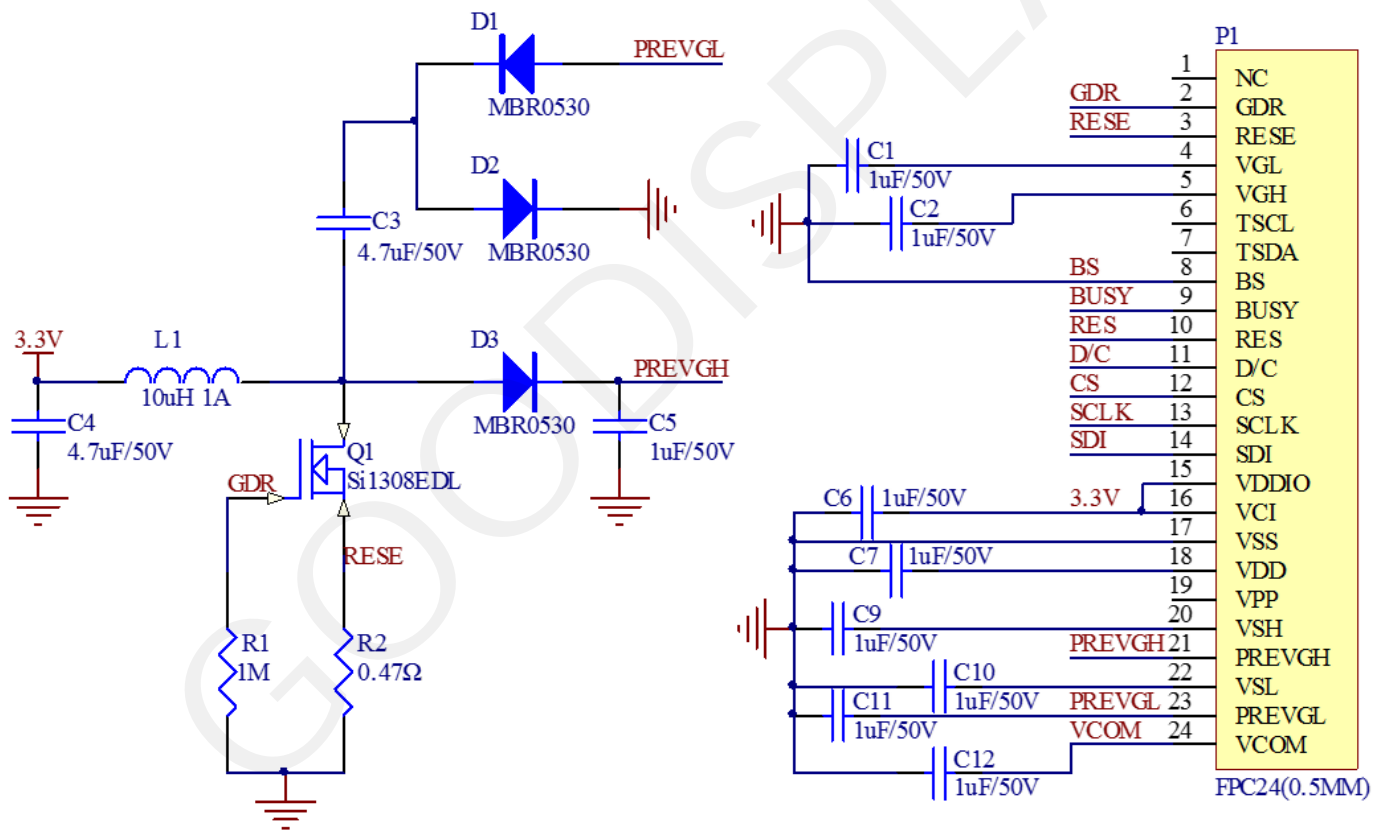 D1
PREVGL
MBR0530
D2
MBR0530
C3
4.7uF/50V
3.3V
L1
10uH 1A
D3
PREVGH
MBR0530
C4
4.7uF/50V
C5
1uF/50V
Q1
Si1308EDL
GDR
RESE
R1
1M
R2
0.47Ω
P1
1 NC
GDR 2 GDR
RESE 3 RESE
C1
1uF/50V
4 VGL
5 VGH
C2
1uF/50V
6 TSCL
7 TSDA
BS 8 BS
BUSY 9 BUSY
RES 10 RES
D/C 11 D/C
CS 12 CS
SCLK 13 SCLK
SDI 14 SDI
15 VDDIO
C6 1uF/50V 3.3V 16 VCI
17 VSS
C7 1uF/50V 18 VDD
19 VPP
C9
1uF/50V
20 VSH
PREVGH 21 PREVGH
C10
1uF/50V
22 VSL
C11
1uF/50V
PREVGL 23 PREVGL
VCOM 24 VCOM
C12
1uF/50V
FPC24(0.5MM)
GOODISPLA